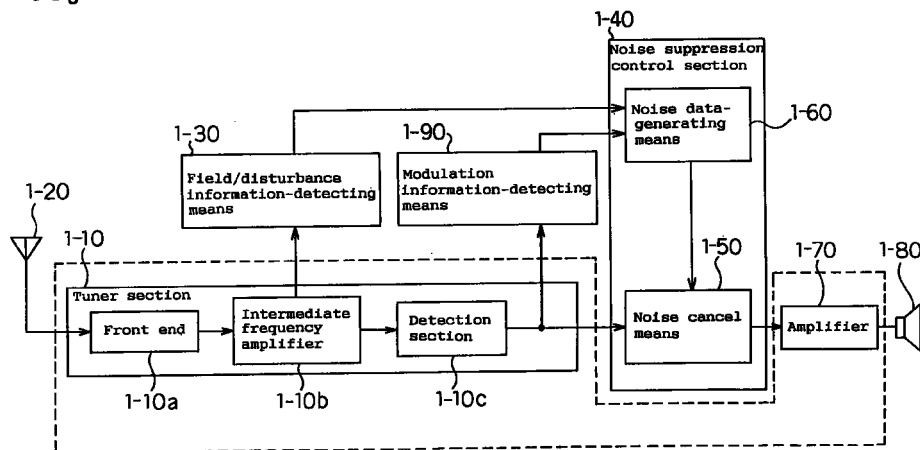 1-40
Noise suppression
control section
Noise data-
generating
means
1-60
1-30
1-90
Field/disturbance
information-detecting
means
Modulation
information-detecting
means
1-20
1-10
1-50
1-70
1-80
Tuner section
Front end
Intermediate
frequency
amplifier
Detection
section
Noise cancel
means
Amplifier
1-10a
1-10b
1-10c